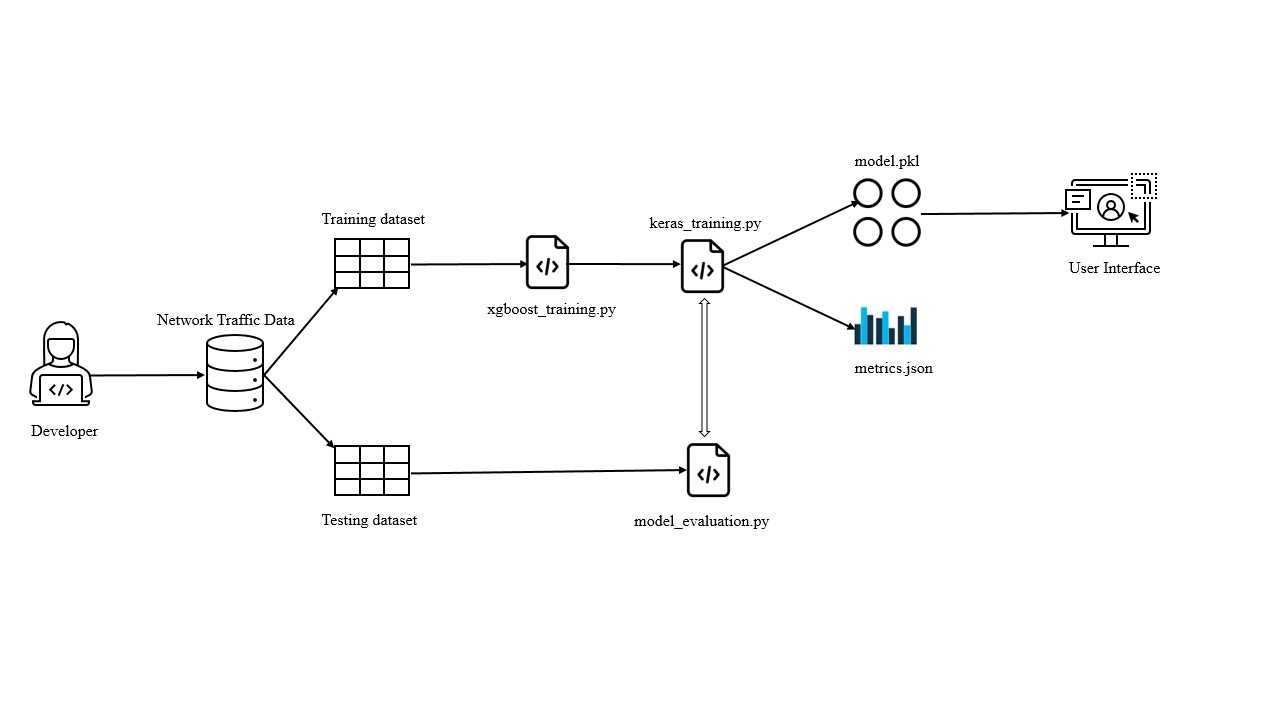 model.pkl
Training dataset
keras_training.py
User Interface
xgboost_training.py
Network Traffic Data
metrics.json
Developer
Testing dataset
model_evaluation.py